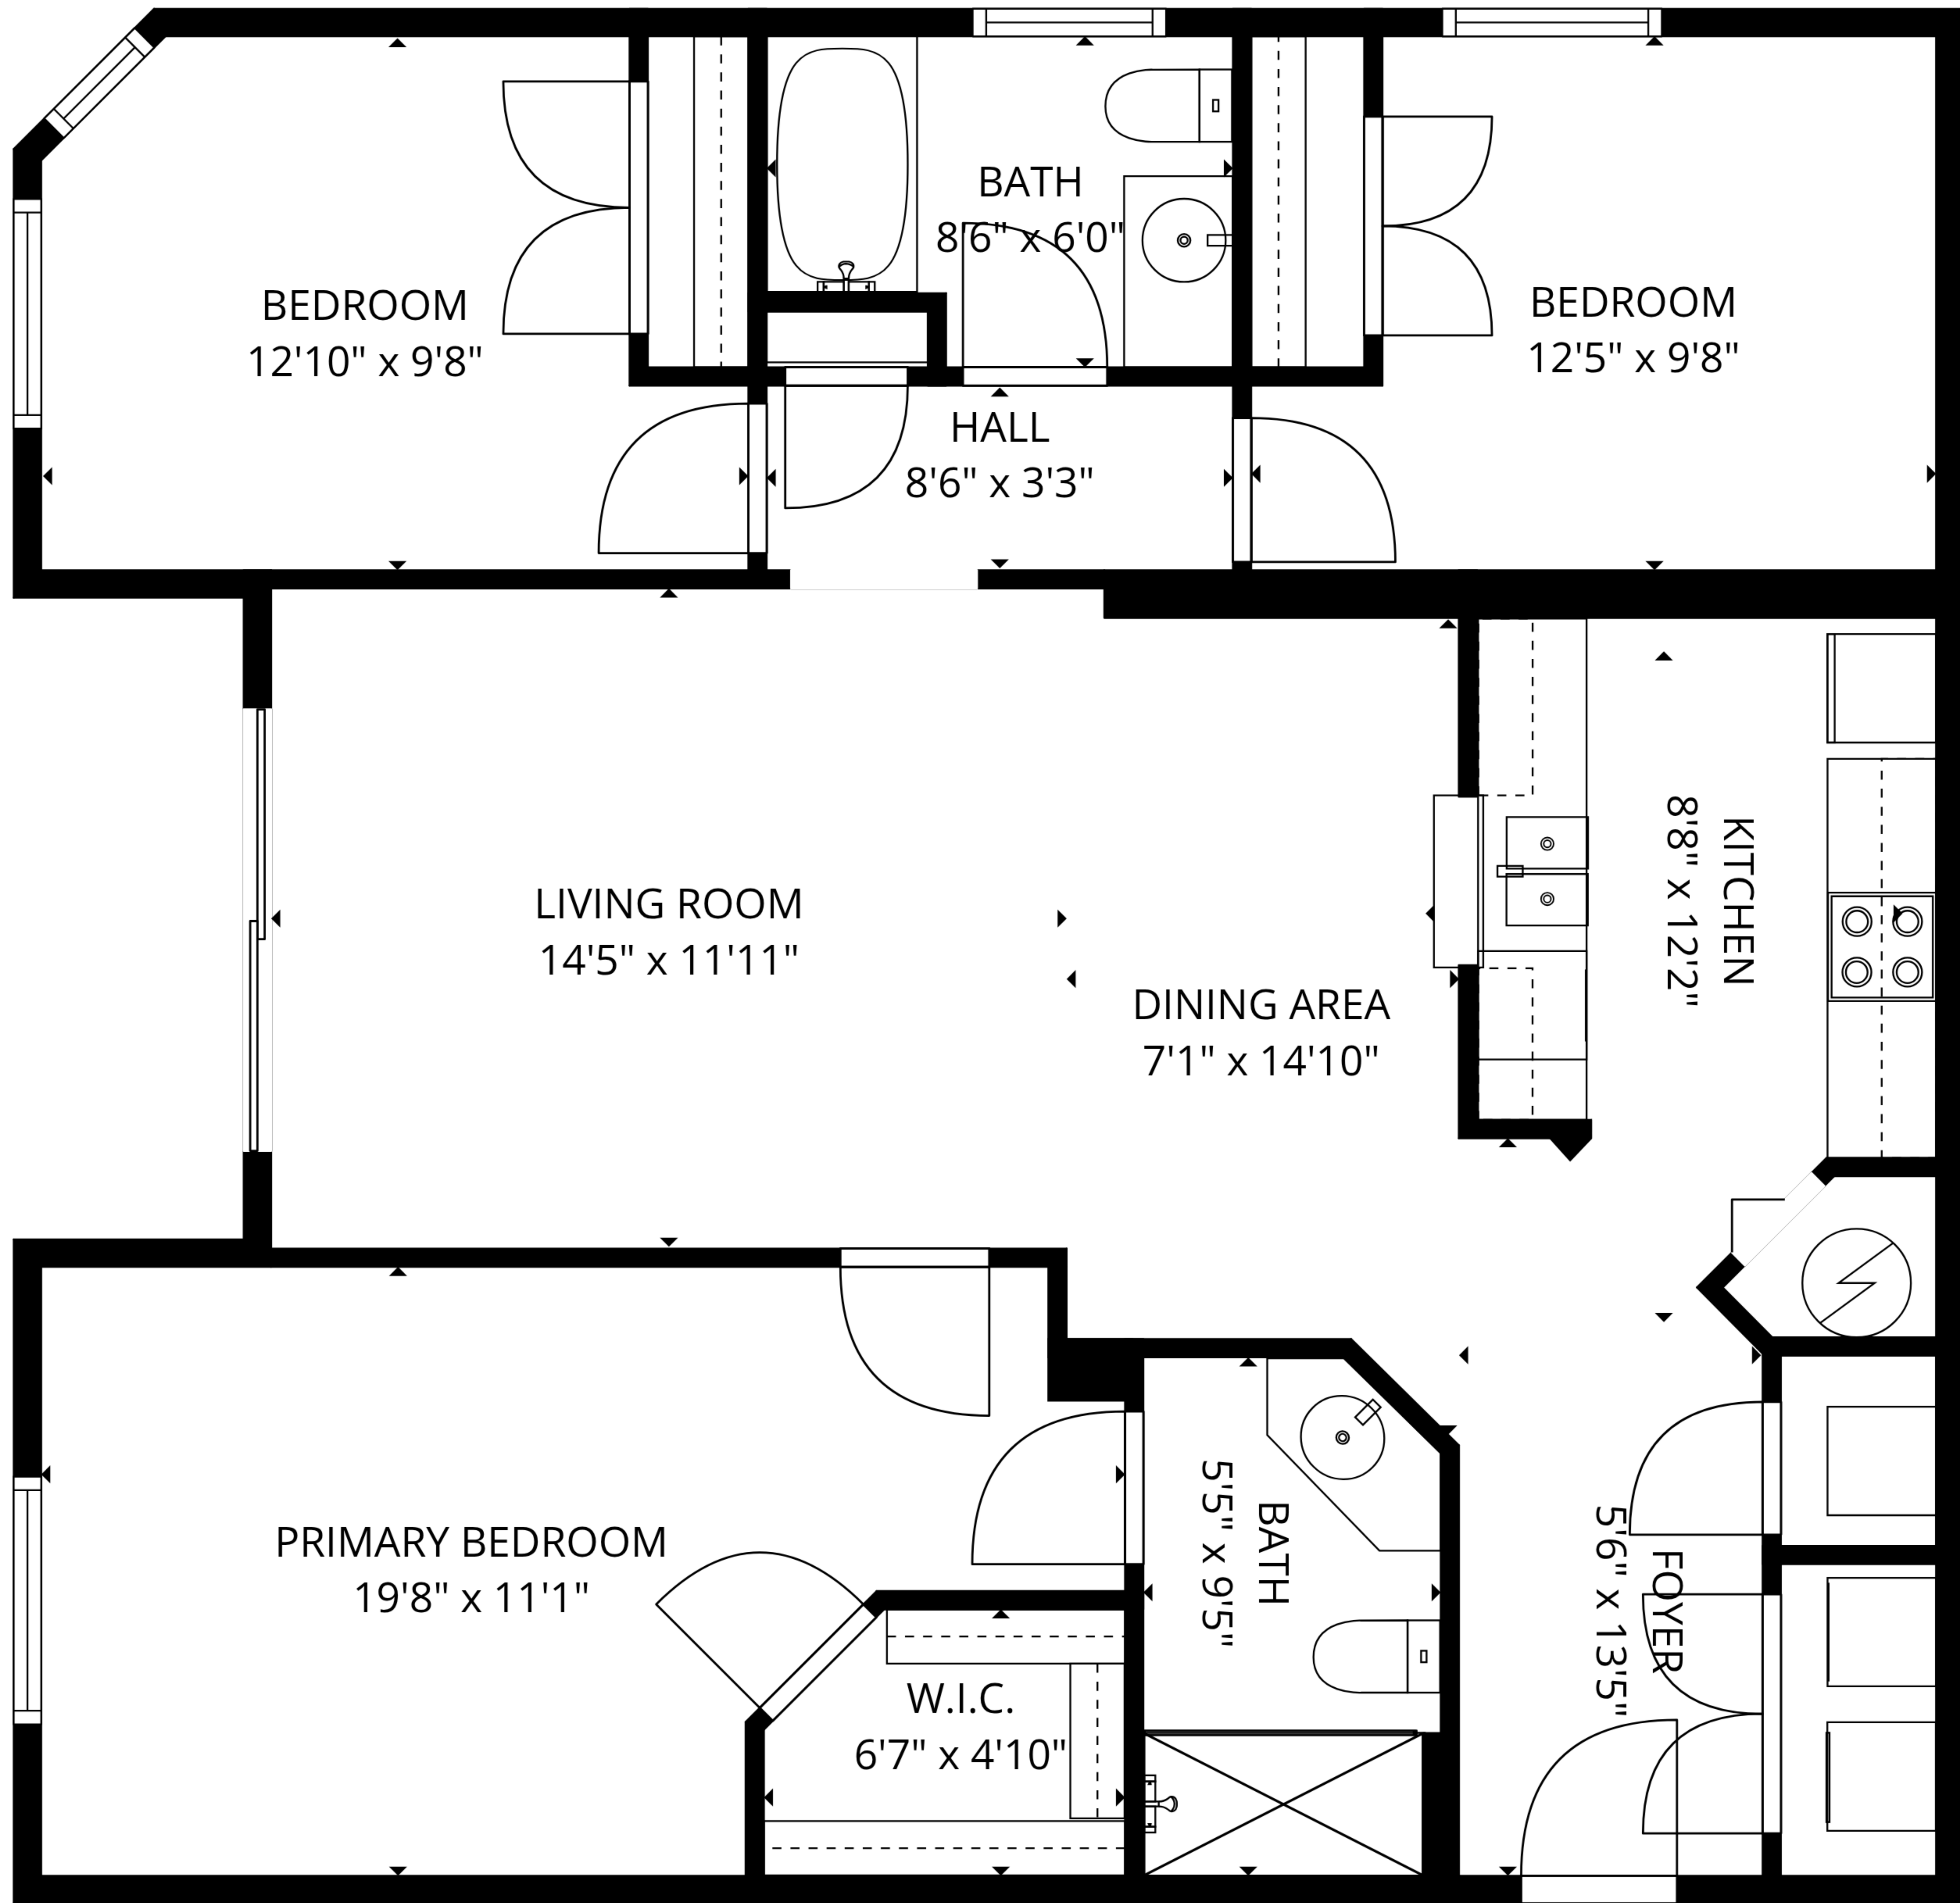 BATH
8'6" x 6'0"
BEDROOM
12'10" x 9'8"
BEDROOM
12'5" x 9'8"
HALL
8'6" x 3'3"
KITCHEN
8'8" x 12'2"
LIVING ROOM
14'5" x 11'11"
DINING AREA
7'1" x 14'10"
PRIMARY BEDROOM
19'8" x 11'1"
BATH
5'5" x 9'5"
FOYER
5'6" x 13'5"
W.I.C.
6'7" x 4'10"